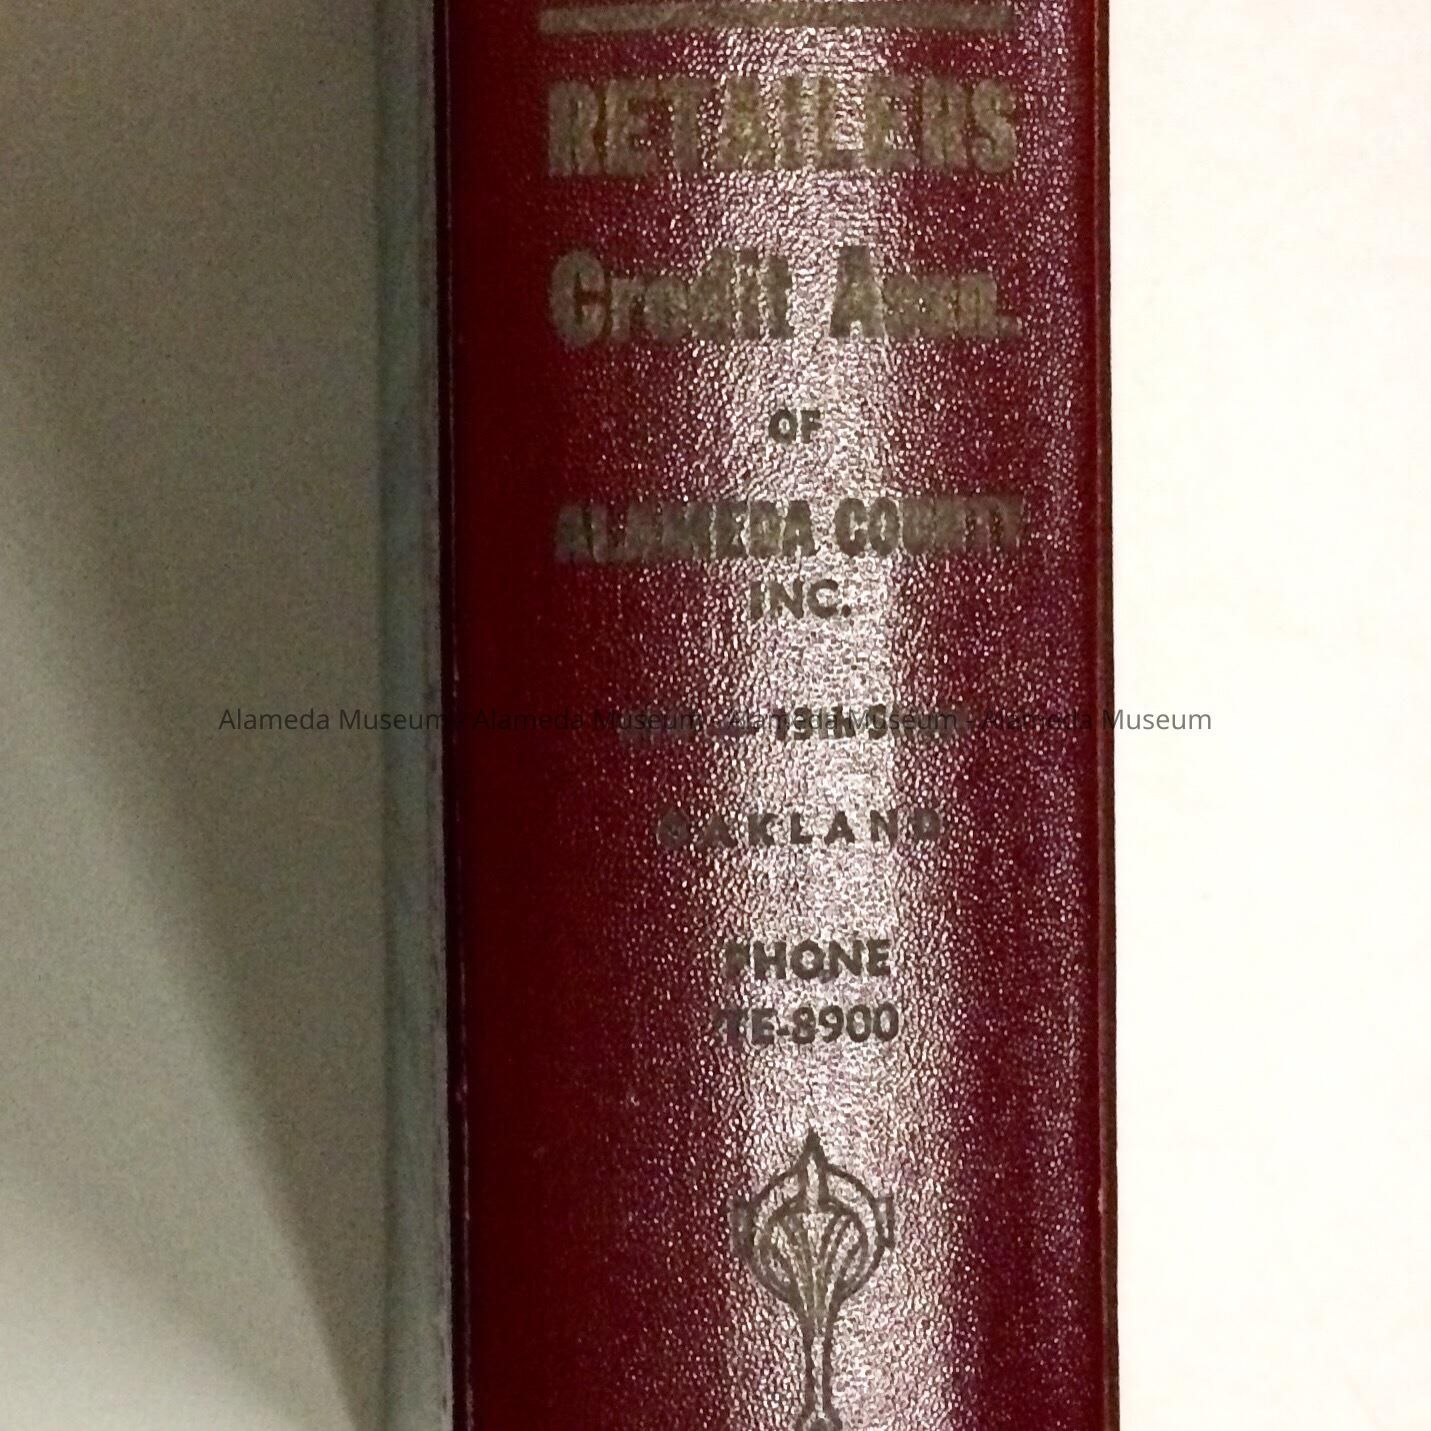 RETAILERS
Credit Assn.
OF
ALAMEDA COUNTY
INC.
Alameda Museum - Alameda Museum - Alameda Museum - Alameda Museum
13th
OAKLAND
PHONE
TE-8900